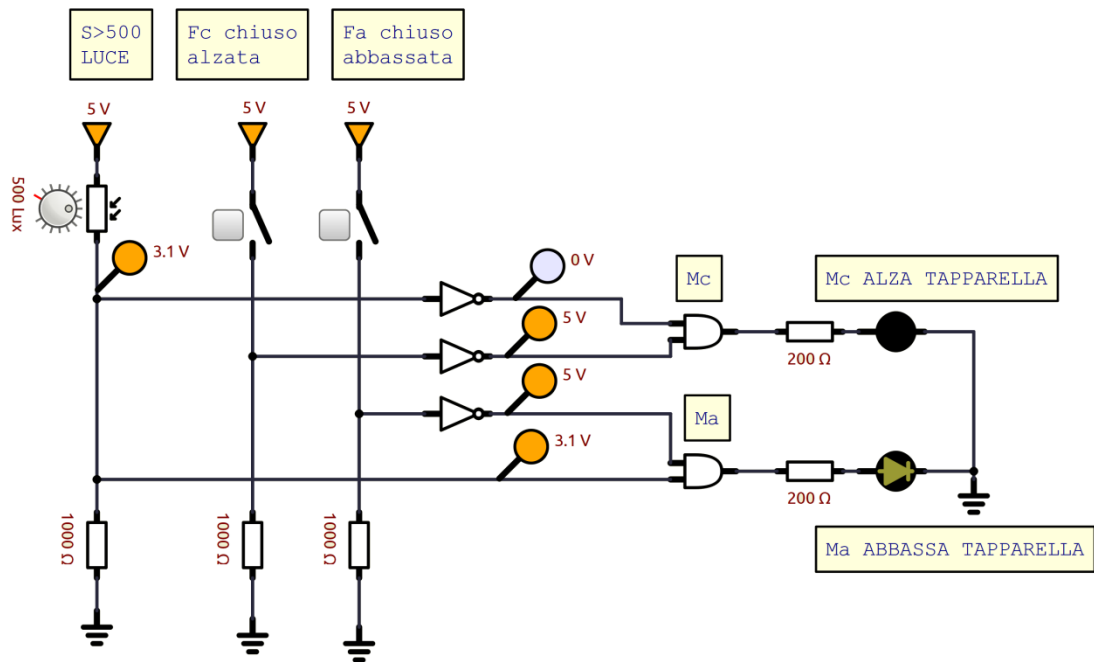 S>500
LUCE
Fc chiuso
alzata
Fa chiuso
abbassata
5 V
5 V
5 V
500 Lux
3.1 V
0 V
Mc
Mc ALZA TAPPARELLA
5 V
200 Ω
5 V
Ma
3.1 V
200 Ω
1000 Ω
1000 Ω
1000 Ω
Ma ABBASSA TAPPARELLA